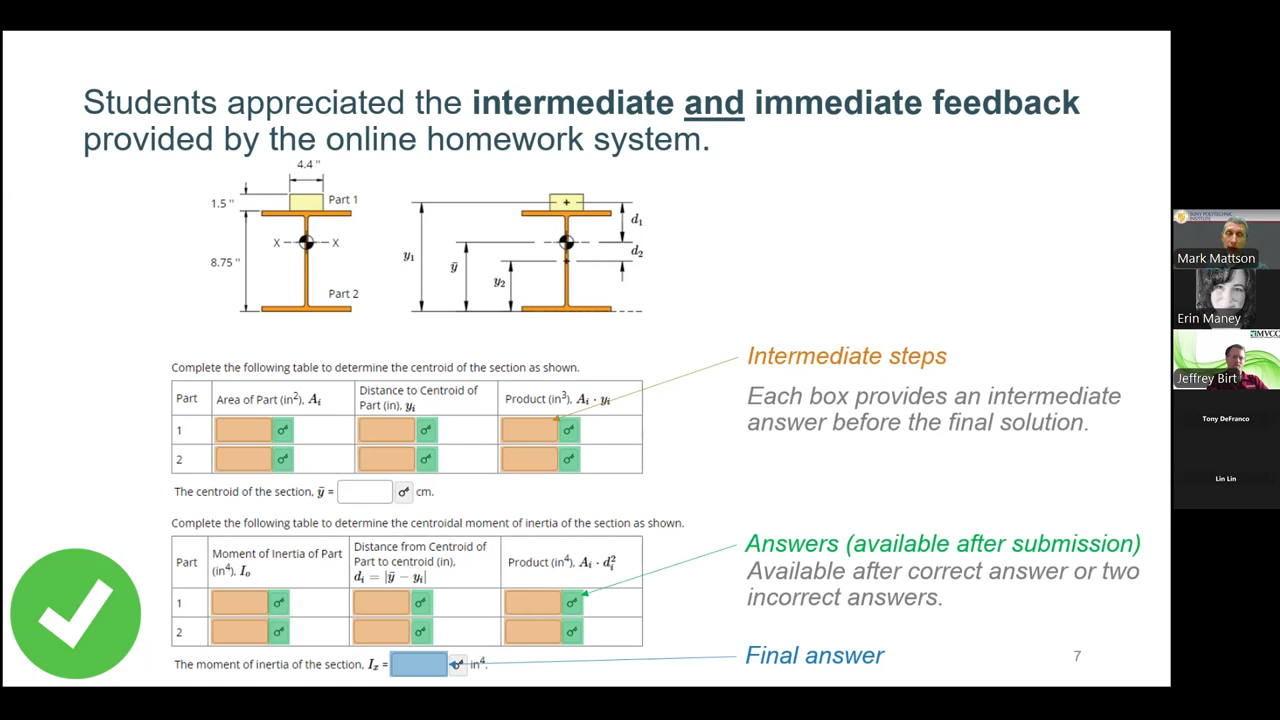 Students appreciated the intermediate and immediate feedback
provided by the online homework system.
4.4 "
1.5 "
Part 1
X
X
8.75 "
Part 2
y₁
ȳ
y₂
d₁
d₂
Complete the following table to determine the centroid of the section as shown.
Part
Area of Part (in²), Aᵢ
Distance to Centroid of
Part (in), yᵢ
Product (in³), Aᵢ · yᵢ
1
2
The centroid of the section, ȳ =
cm.
Complete the following table to determine the centroidal moment of inertia of the section as shown.
Part
Moment of Inertia of Part
(in⁴), I₀
Distance from Centroid of
Part to centroid (in),
dᵢ = |ȳ − yᵢ|
Product (in⁴), Aᵢ · dᵢ²
1
2
The moment of inertia of the section, Iₓ =
in⁴.
Intermediate steps
Each box provides an intermediate
answer before the final solution.
Answers (available after submission)
Available after correct answer or two
incorrect answers.
Final answer
7
SUNY POLYTECHNIC
INSTITUTE
Mark Mattson
Erin Maney
MVCC
Jeffrey Birt
Tony DeFranco
Lin Lin